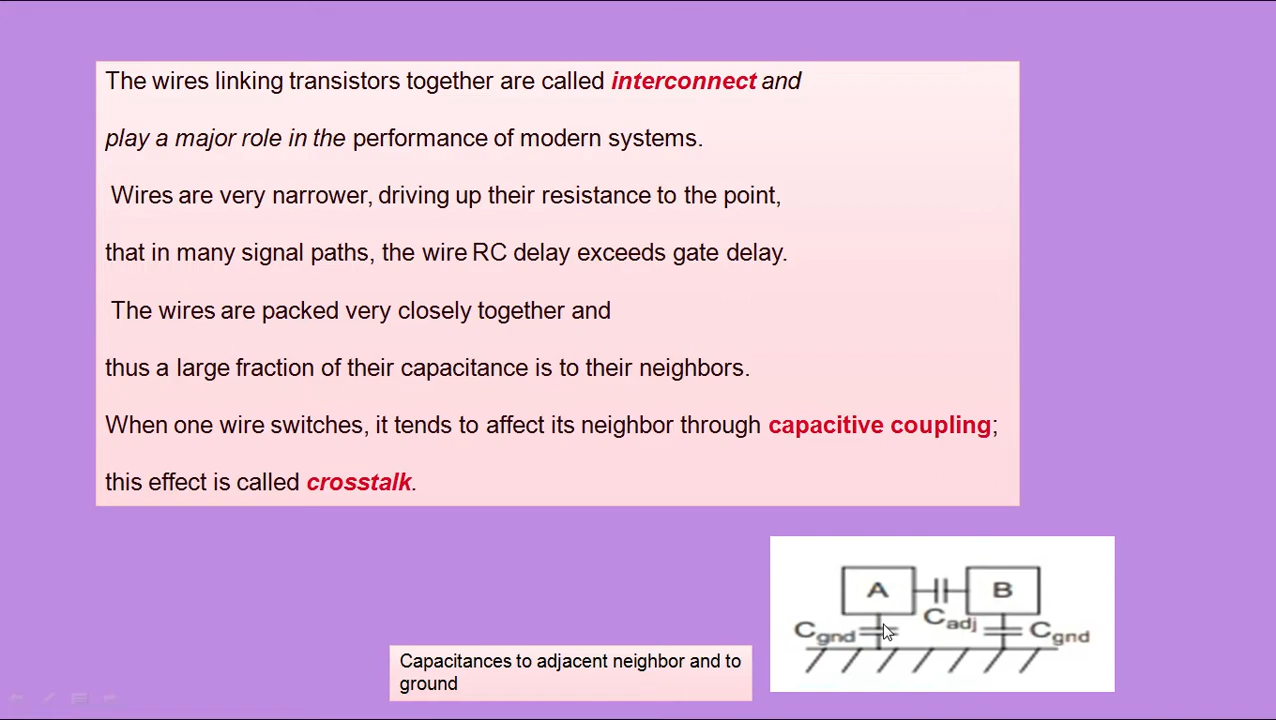 The wires linking transistors together are called interconnect and
play a major role in the performance of modern systems.
Wires are very narrower, driving up their resistance to the point,
that in many signal paths, the wire RC delay exceeds gate delay.
The wires are packed very closely together and
thus a large fraction of their capacitance is to their neighbors.
When one wire switches, it tends to affect its neighbor through capacitive coupling;
this effect is called crosstalk.
A B
Cgnd Cadj Cgnd
Capacitances to adjacent neighbor and to
ground